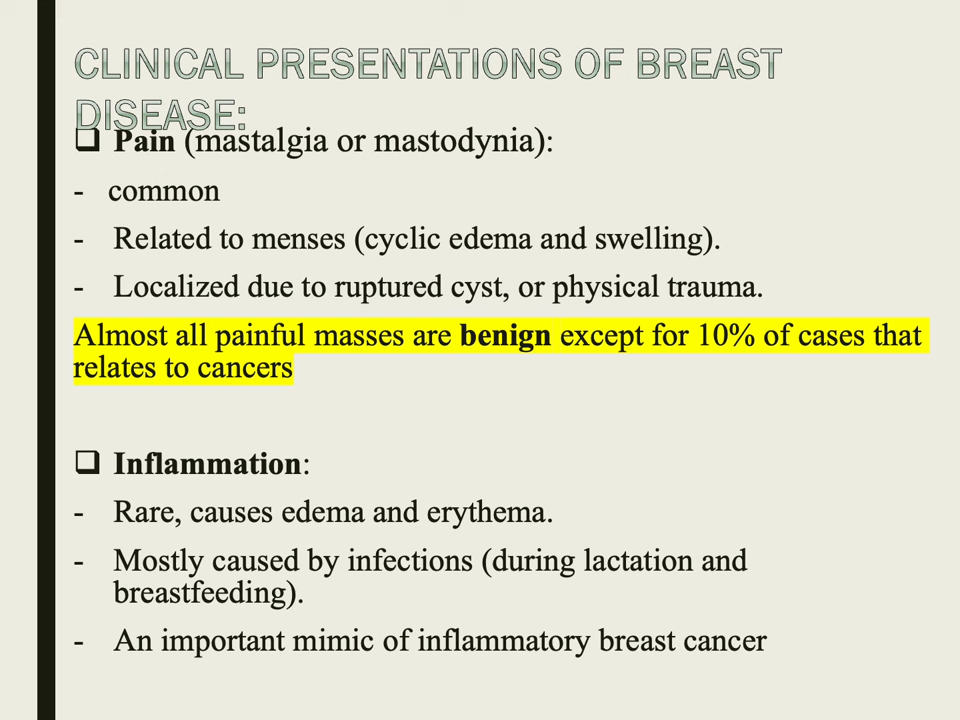 CLINICAL PRESENTATIONS OF BREAST
DISEASE:
❑ Pain (mastalgia or mastodynia):
- common
- Related to menses (cyclic edema and swelling).
- Localized due to ruptured cyst, or physical trauma.
Almost all painful masses are benign except for 10% of cases that
relates to cancers
❑ Inflammation:
- Rare, causes edema and erythema.
- Mostly caused by infections (during lactation and
breastfeeding).
- An important mimic of inflammatory breast cancer